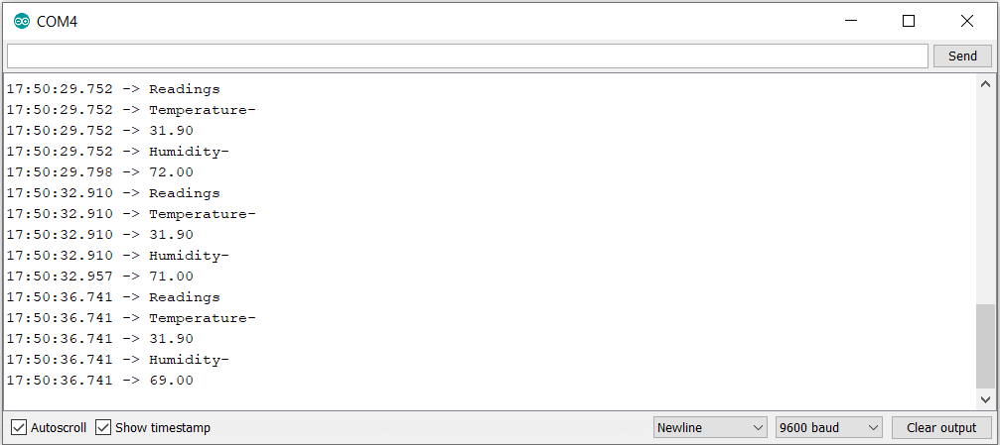 COM4
Send
17:50:29.752 -> Readings
17:50:29.752 -> Temperature-
17:50:29.752 -> 31.90
17:50:29.752 -> Humidity-
17:50:29.798 -> 72.00
17:50:32.910 -> Readings
17:50:32.910 -> Temperature-
17:50:32.910 -> 31.90
17:50:32.910 -> Humidity-
17:50:32.957 -> 71.00
17:50:36.741 -> Readings
17:50:36.741 -> Temperature-
17:50:36.741 -> 31.90
17:50:36.741 -> Humidity-
17:50:36.741 -> 69.00
Autoscroll Show timestamp Newline 9600 baud Clear output